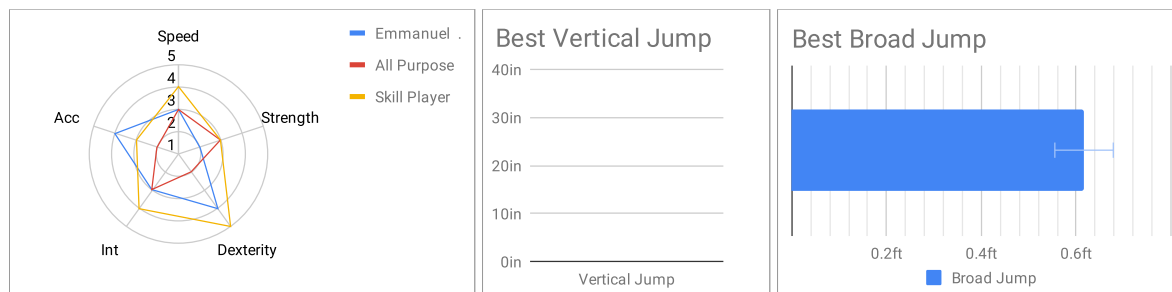 Speed
5
4
3
2
1
Acc
Strength
Int
Dexterity
Emmanuel .
All Purpose
Skill Player
Best Vertical Jump
40in
30in
20in
10in
0in
Vertical Jump
Best Broad Jump
0.2ft 0.4ft 0.6ft
Broad Jump